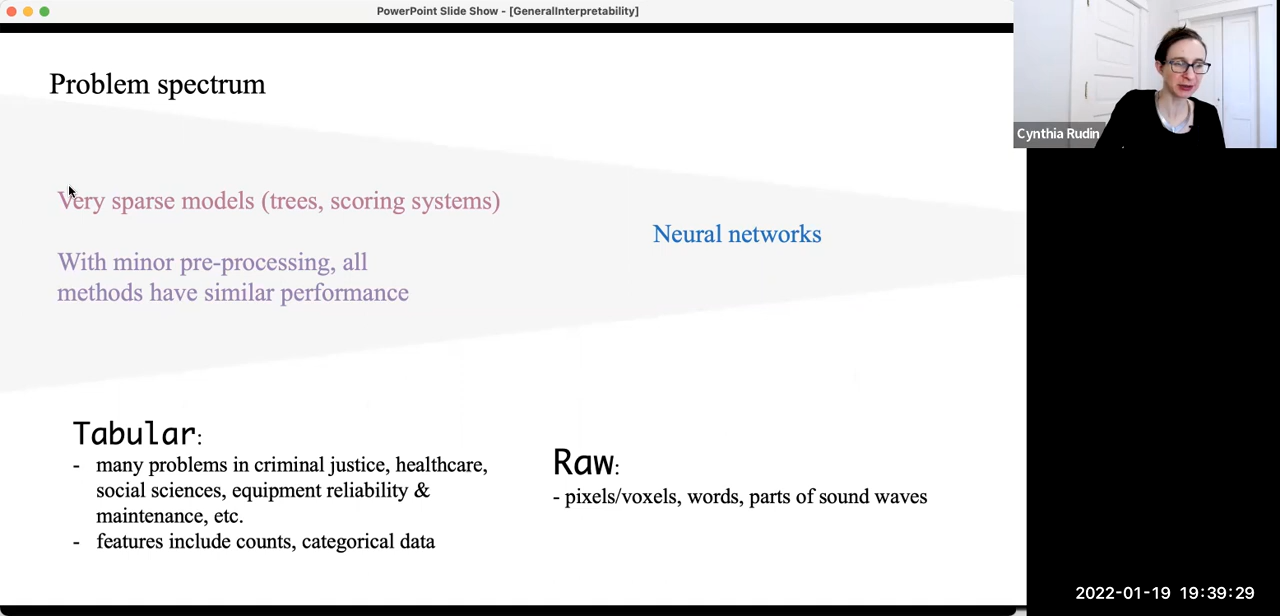 PowerPoint Slide Show - [GeneralInterpretability]
Cynthia Rudin
Problem spectrum
Very sparse models (trees, scoring systems)
Neural networks
With minor pre-processing, all
methods have similar performance
Tabular:
- many problems in criminal justice, healthcare,
social sciences, equipment reliability &
maintenance, etc.
- features include counts, categorical data
Raw:
- pixels/voxels, words, parts of sound waves
2022-01-19 19:39:29